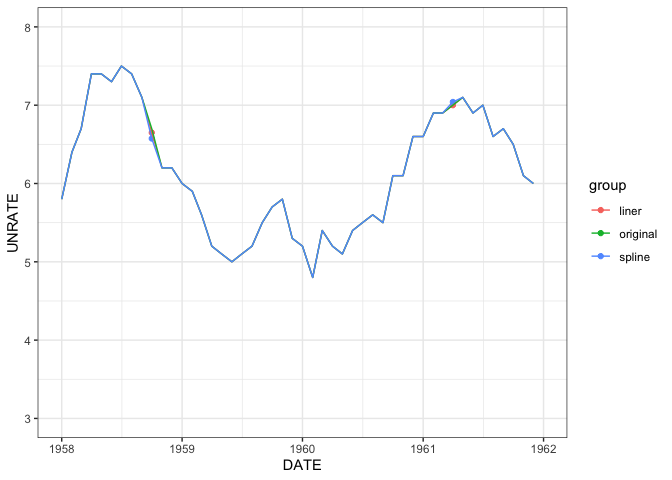 8
7
6
5
4
3
UNRATE
1958
1959
1960
1961
1962
DATE
group
liner
original
spline